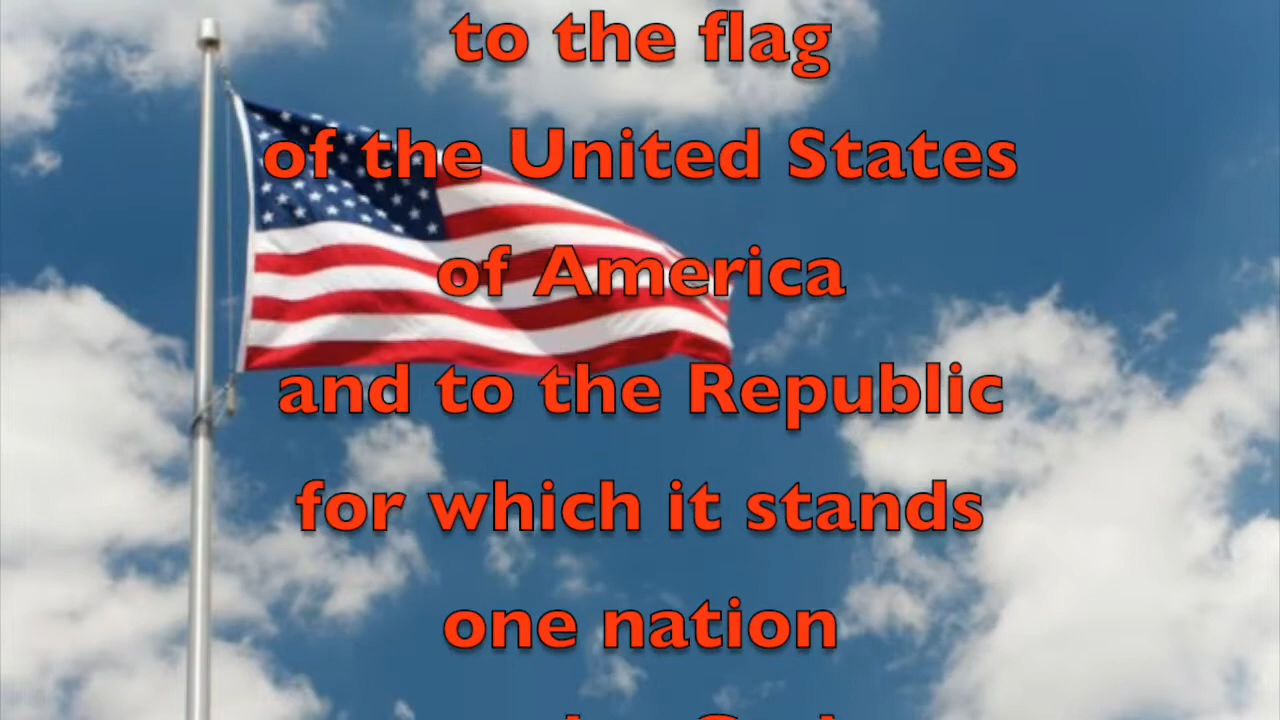 to the flag
of the United States
of America
and to the Republic
for which it stands
one nation